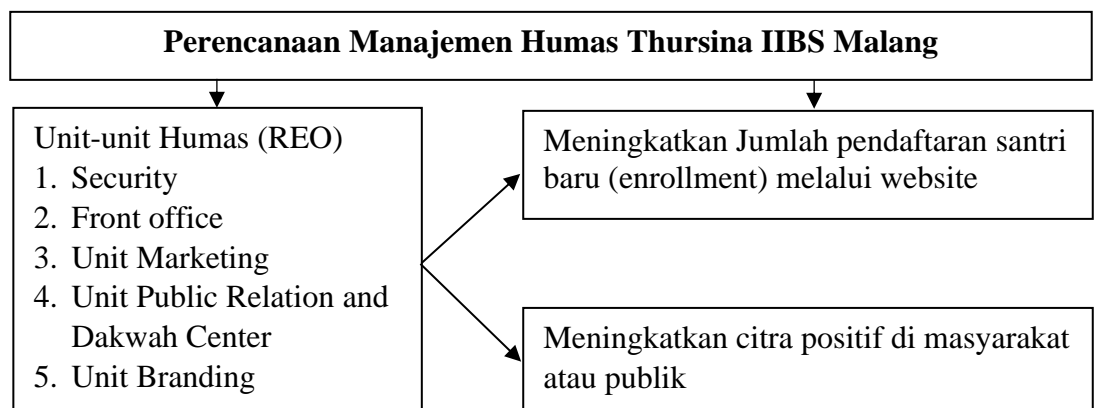 Perencanaan Manajemen Humas Thursina IIBS Malang
Unit-unit Humas (REO)
1. Security
2. Front office
3. Unit Marketing
4. Unit Public Relation and
Dakwah Center
5. Unit Branding
Meningkatkan Jumlah pendaftaran santri
baru (enrollment) melalui website
Meningkatkan citra positif di masyarakat
atau publik